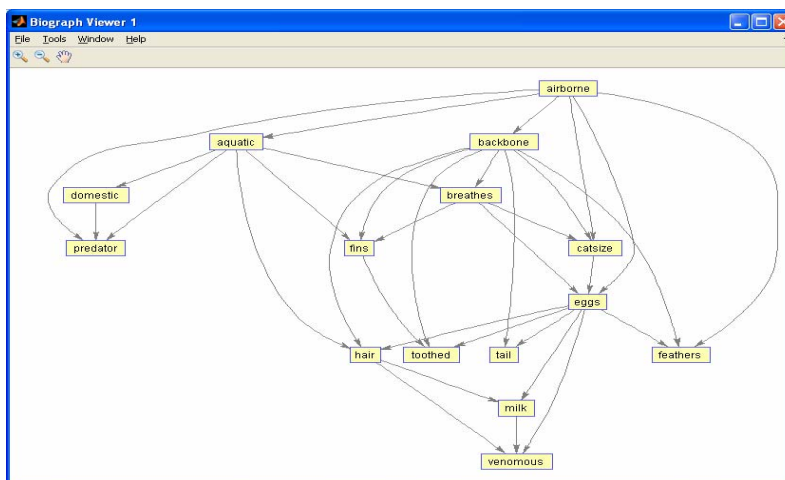 Biograph Viewer 1
File Tools Window Help
airborne
aquatic backbone
domestic breathes
predator fins catsize
eggs
hair toothed tail feathers
milk
venomous